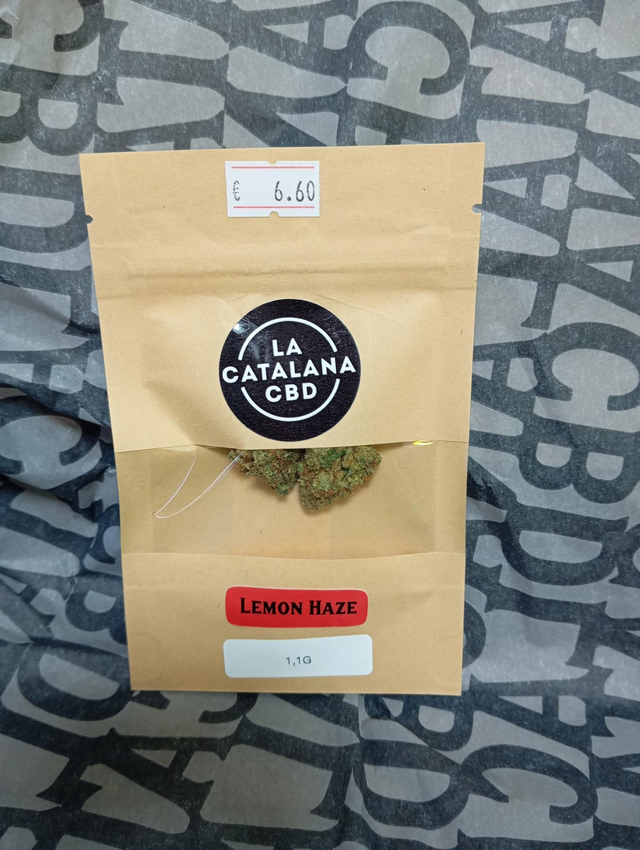 € 6.60
LA
CATALANA
CBD
LEMON HAZE
1,1G